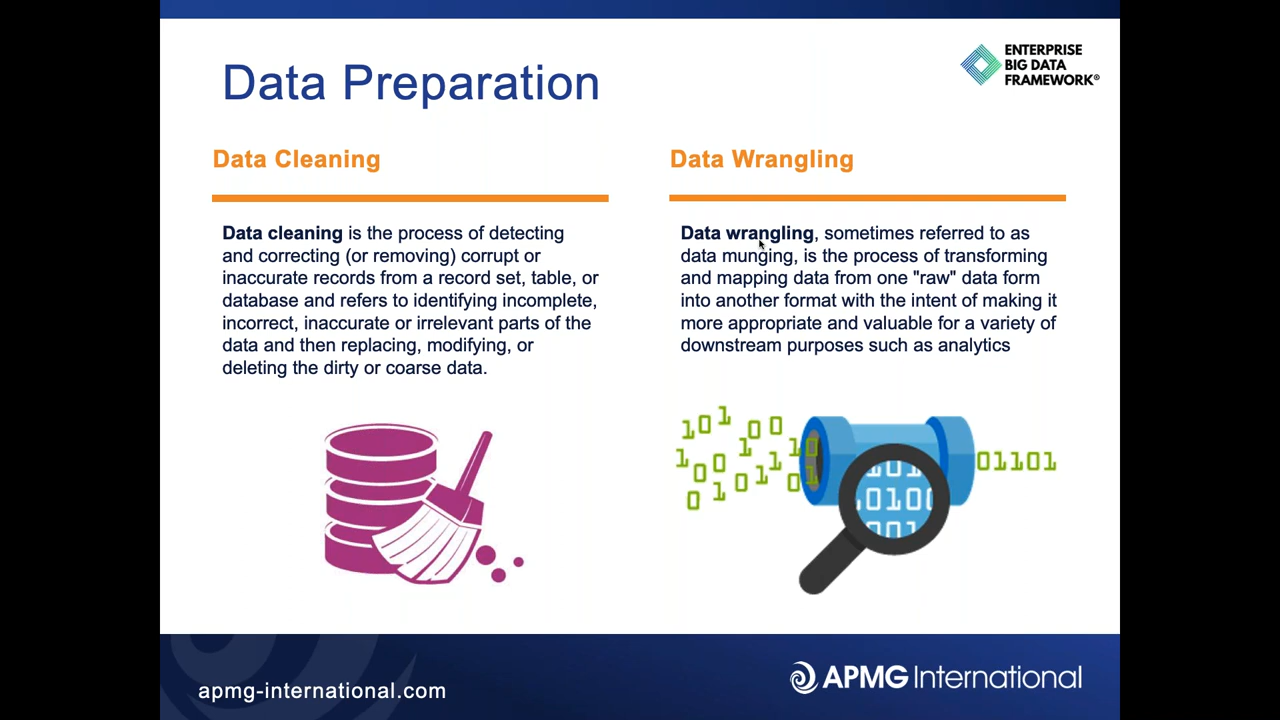 Data Preparation
ENTERPRISE
BIG DATA
FRAMEWORK®
Data Cleaning
Data cleaning is the process of detecting
and correcting (or removing) corrupt or
inaccurate records from a record set, table, or
database and refers to identifying incomplete,
incorrect, inaccurate or irrelevant parts of the
data and then replacing, modifying, or
deleting the dirty or coarse data.
Data Wrangling
Data wrangling, sometimes referred to as
data munging, is the process of transforming
and mapping data from one "raw" data form
into another format with the intent of making it
more appropriate and valuable for a variety of
downstream purposes such as analytics
01101
apmg-international.com
APMG International